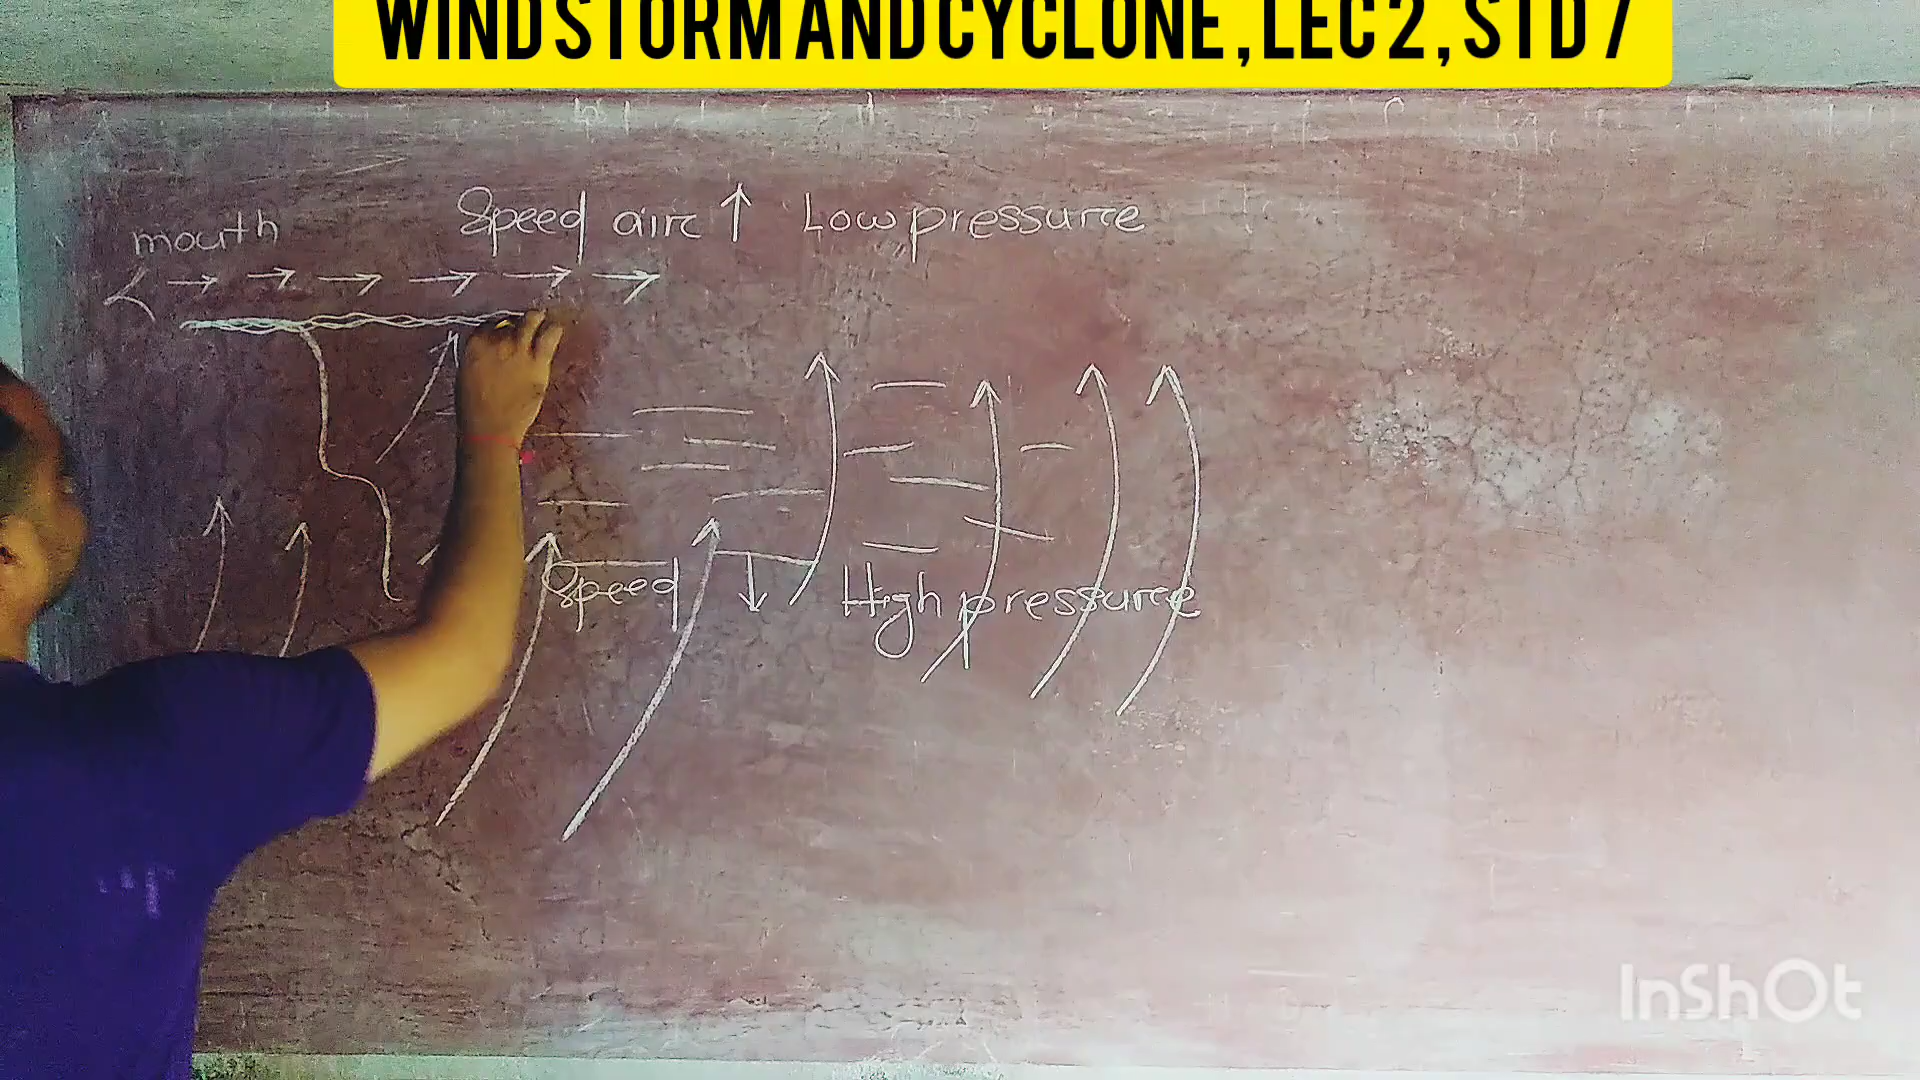 WIND STORM AND CYCLONE, LEC 2, STD 7
mouth
Speed air ↑ Low pressure
Speed ↓ High pressure
InShOt